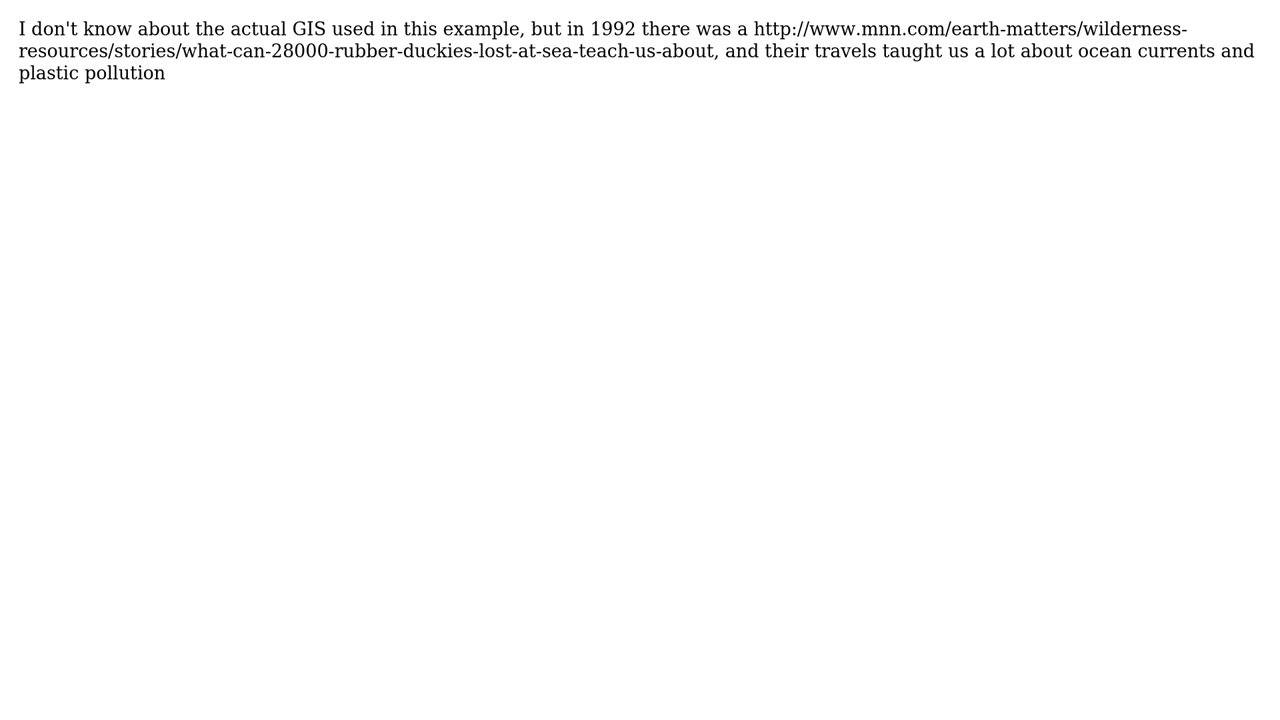 I don't know about the actual GIS used in this example, but in 1992 there was a http://www.mnn.com/earth-matters/wilderness-
resources/stories/what-can-28000-rubber-duckies-lost-at-sea-teach-us-about, and their travels taught us a lot about ocean currents and
plastic pollution